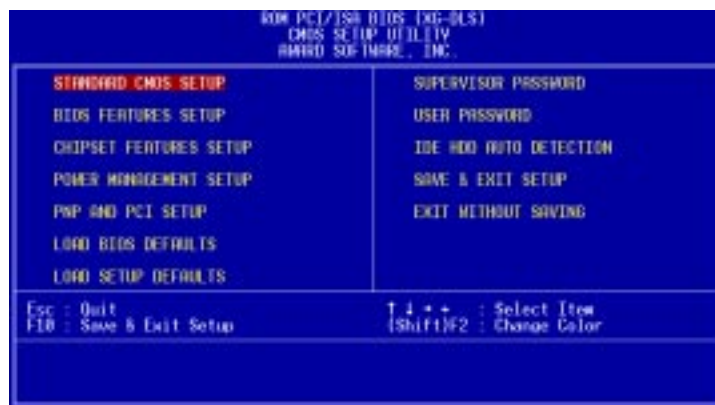 ROM PCI/ISA BIOS (XG-DLS)
CMOS SETUP UTILITY
AWARD SOFTWARE, INC.
STANDARD CMOS SETUP
BIOS FEATURES SETUP
CHIPSET FEATURES SETUP
POWER MANAGEMENT SETUP
PNP AND PCI SETUP
LOAD BIOS DEFAULTS
LOAD SETUP DEFAULTS
SUPERVISOR PASSWORD
USER PASSWORD
IDE HDD AUTO DETECTION
SAVE & EXIT SETUP
EXIT WITHOUT SAVING
Esc : Quit
F10 : Save & Exit Setup
↑ ↓ → ← : Select Item
(Shift)F2 : Change Color